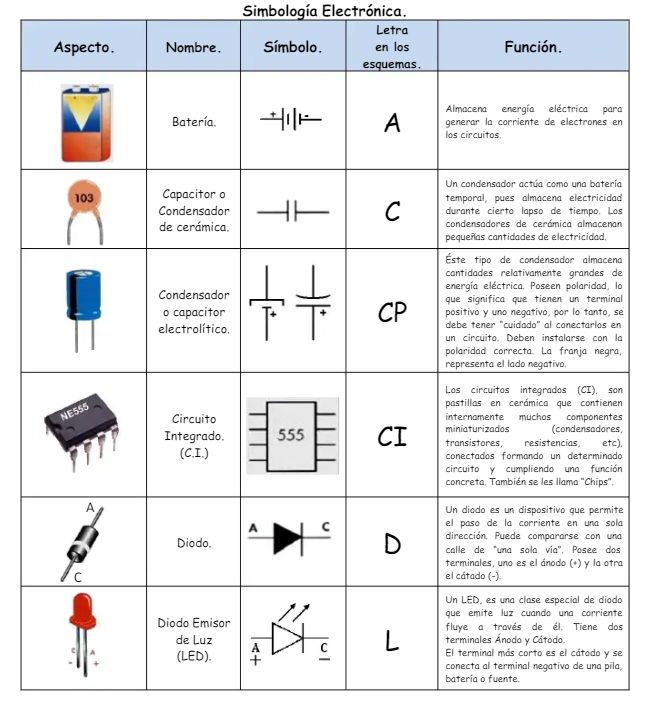 Simbología Electrónica.
Aspecto.
Nombre.
Símbolo.
Letra
en los
esquemas.
Función.
Batería.
+
-
A
Almacena energía eléctrica para
generar la corriente de electrones en
los circuitos.
103
Capacitor o
Condensador
de cerámica.
C
Un condensador actúa como una batería
temporal, pues almacena electricidad
durante cierto lapso de tiempo. Los
condensadores de cerámica almacenan
pequeñas cantidades de electricidad.
Condensador
o capacitor
electrolítico.
+
+
CP
Éste tipo de condensador almacena
cantidades relativamente grandes de
energía eléctrica. Poseen polaridad, lo
que significa que tienen un terminal
positivo y uno negativo, por lo tanto, se
debe tener "cuidado" al conectarlos en
un circuito. Deben instalarse con la
polaridad correcta. La franja negra,
representa el lado negativo.
NE555
Circuito
Integrado.
(C.I.)
555
CI
Los circuitos integrados (CI), son
pastillas en cerámica que contienen
internamente muchos componentes
miniaturizados (condensadores,
transistores, resistencias, etc),
conectados formando un determinado
circuito y cumpliendo una función
concreta. También se les llama "Chips".
A
C
Diodo.
A
C
D
Un diodo es un dispositivo que permite
el paso de la corriente en una sola
dirección. Puede compararse con una
calle de "una sola vía". Posee dos
terminales, uno es el ánodo (+) y la otra
el cátado (-).
C A
- +
Diodo Emisor
de Luz
(LED).
A C
+ -
L
Un LED, es una clase especial de diodo
que emite luz cuando una corriente
fluye a través de él. Tiene dos
terminales Ánodo y Cátodo.
El terminal más corto es el cátodo y se
conecta al terminal negativo de una pila,
batería o fuente.